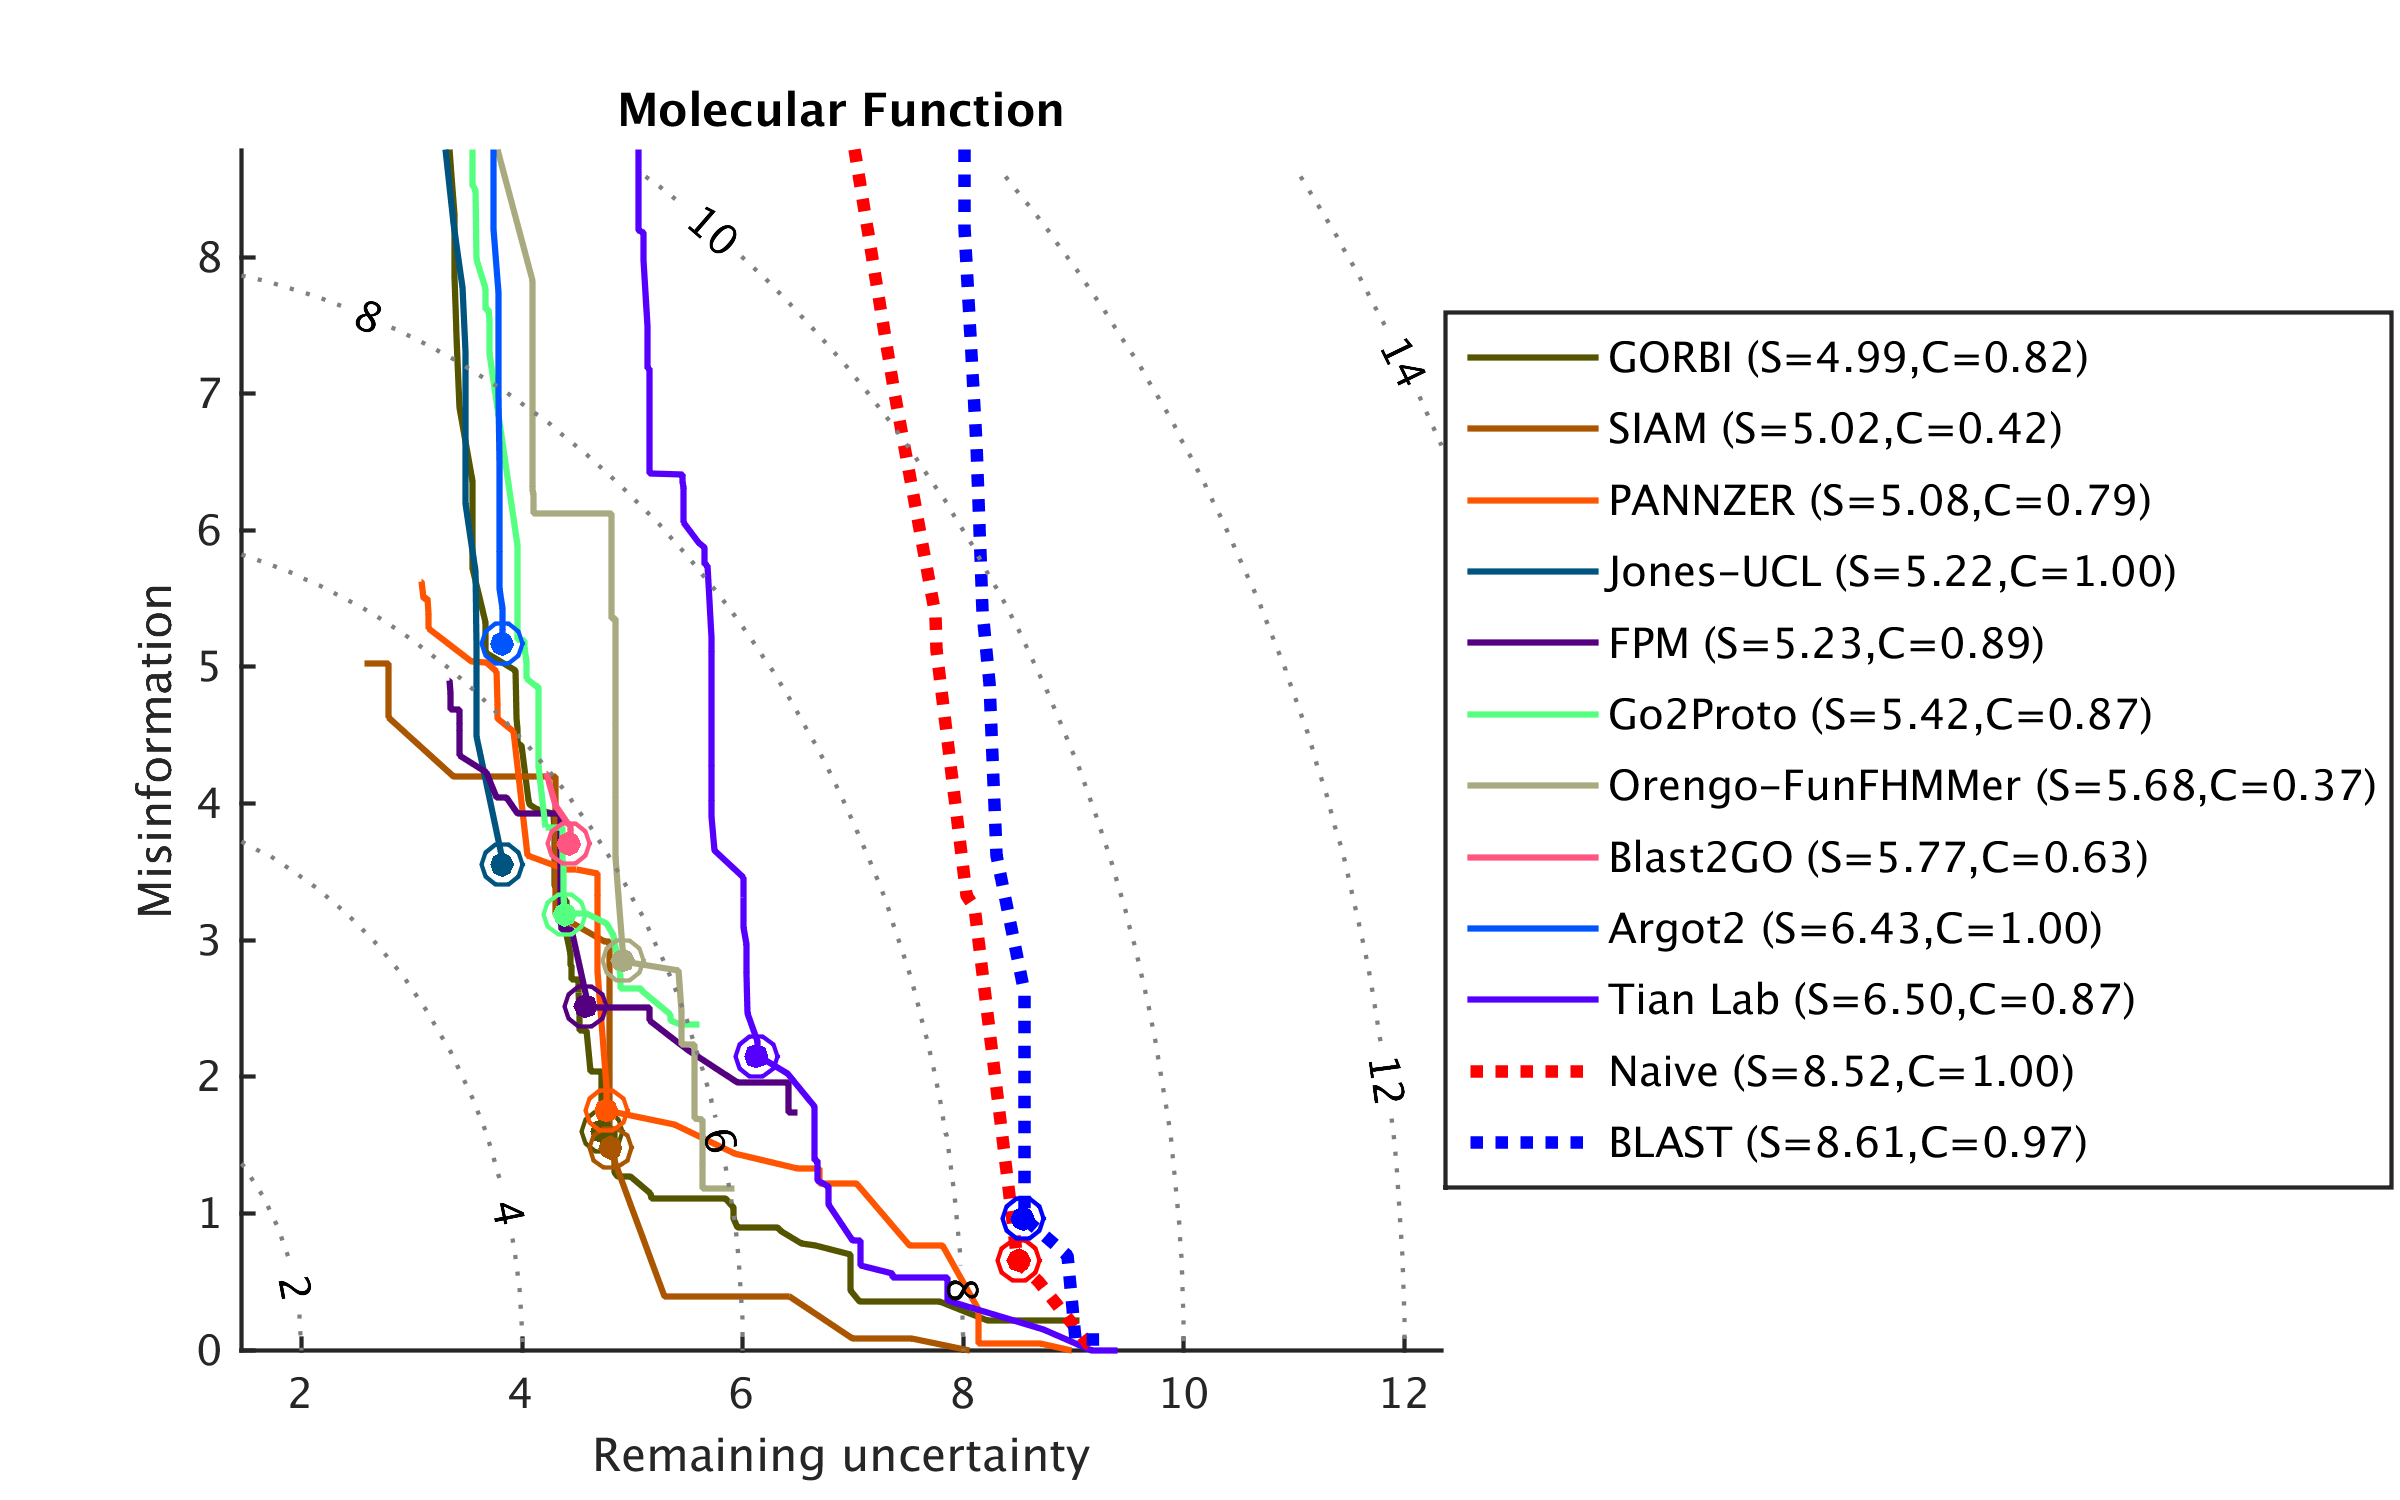 Molecular Function
Misinformation
8
7
6
5
4
3
2
1
0
2
4
6
8
10
12
Remaining uncertainty
2
4
6
8
8
10
12
14
GORBI (S=4.99,C=0.82)
SIAM (S=5.02,C=0.42)
PANNZER (S=5.08,C=0.79)
Jones-UCL (S=5.22,C=1.00)
FPM (S=5.23,C=0.89)
Go2Proto (S=5.42,C=0.87)
Orengo-FunFHMMer (S=5.68,C=0.37)
Blast2GO (S=5.77,C=0.63)
Argot2 (S=6.43,C=1.00)
Tian Lab (S=6.50,C=0.87)
Naive (S=8.52,C=1.00)
BLAST (S=8.61,C=0.97)